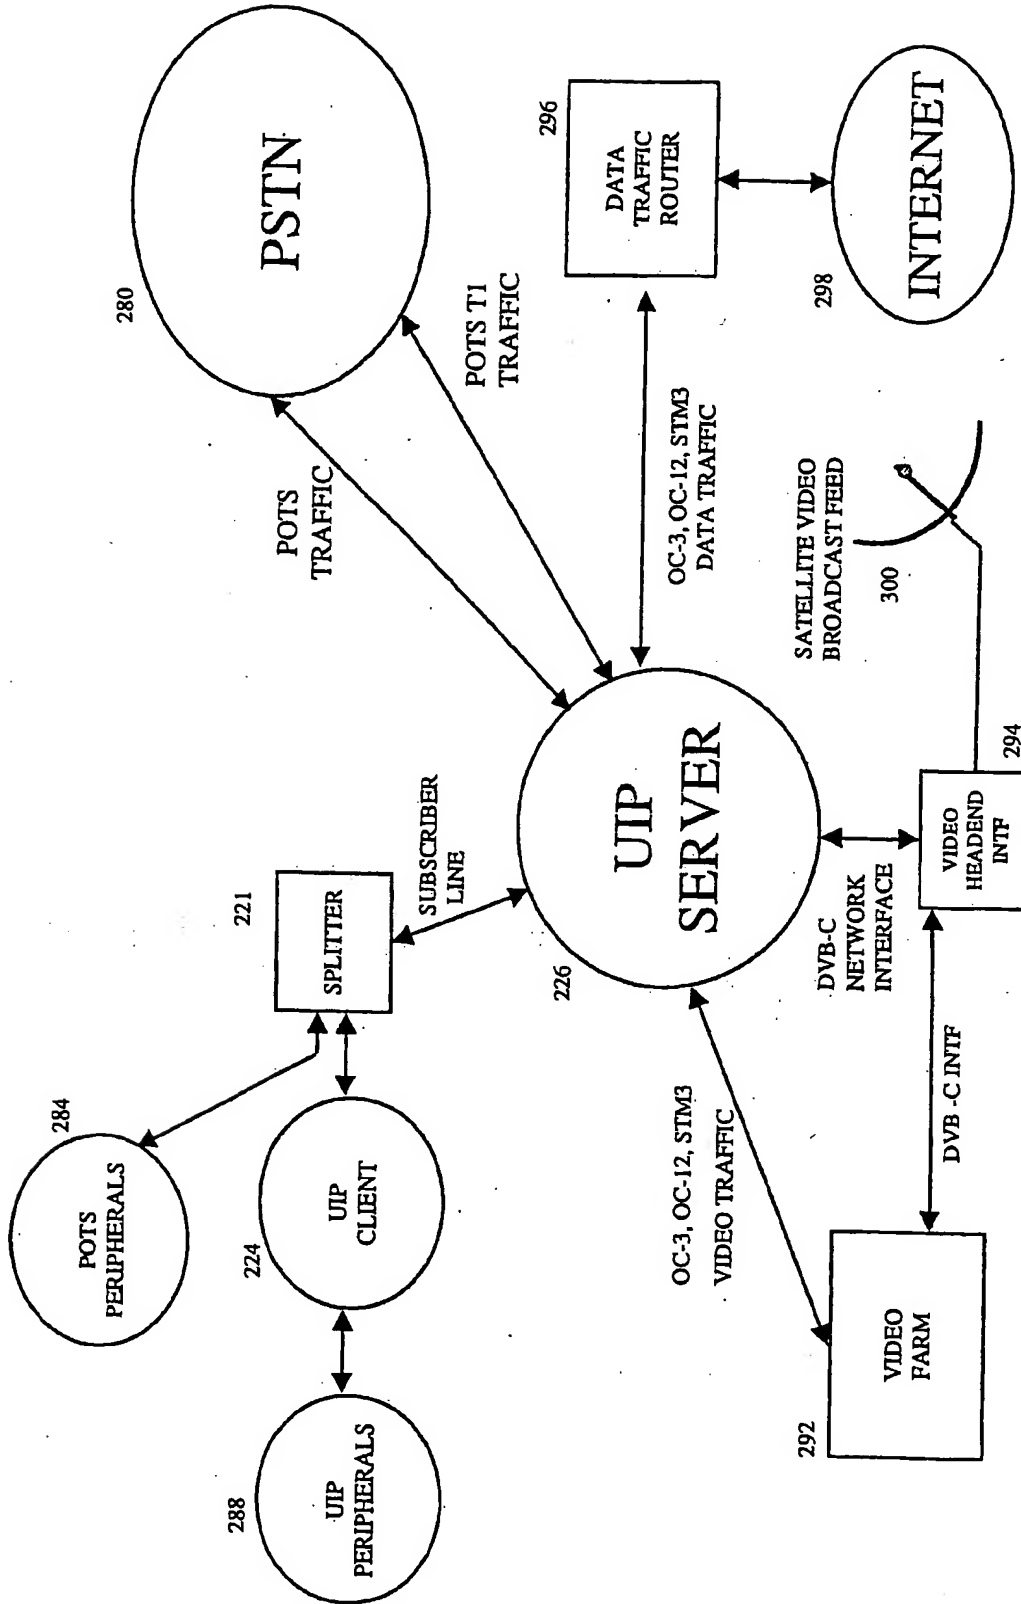 284
POTS
PERIPHERALS
288
UIP
PERIPHERALS
224
UIP
CLIENT
221
SPLITTER
SUBSCRIBER
LINE
280
PSTN
POTS
TRAFFIC
POTS T1
TRAFFIC
226
UIP
SERVER
296
DATA
TRAFFIC
ROUTER
OC-3, OC-12, STM3
DATA TRAFFIC
298
INTERNET
SATELLITE VIDEO
BROADCAST FEED
300
OC-3, OC-12, STM3
VIDEO TRAFFIC
DVB-C
NETWORK
INTERFACE
292
VIDEO
FARM
DVB -C INTF
VIDEO
HEADEND
INTF
294